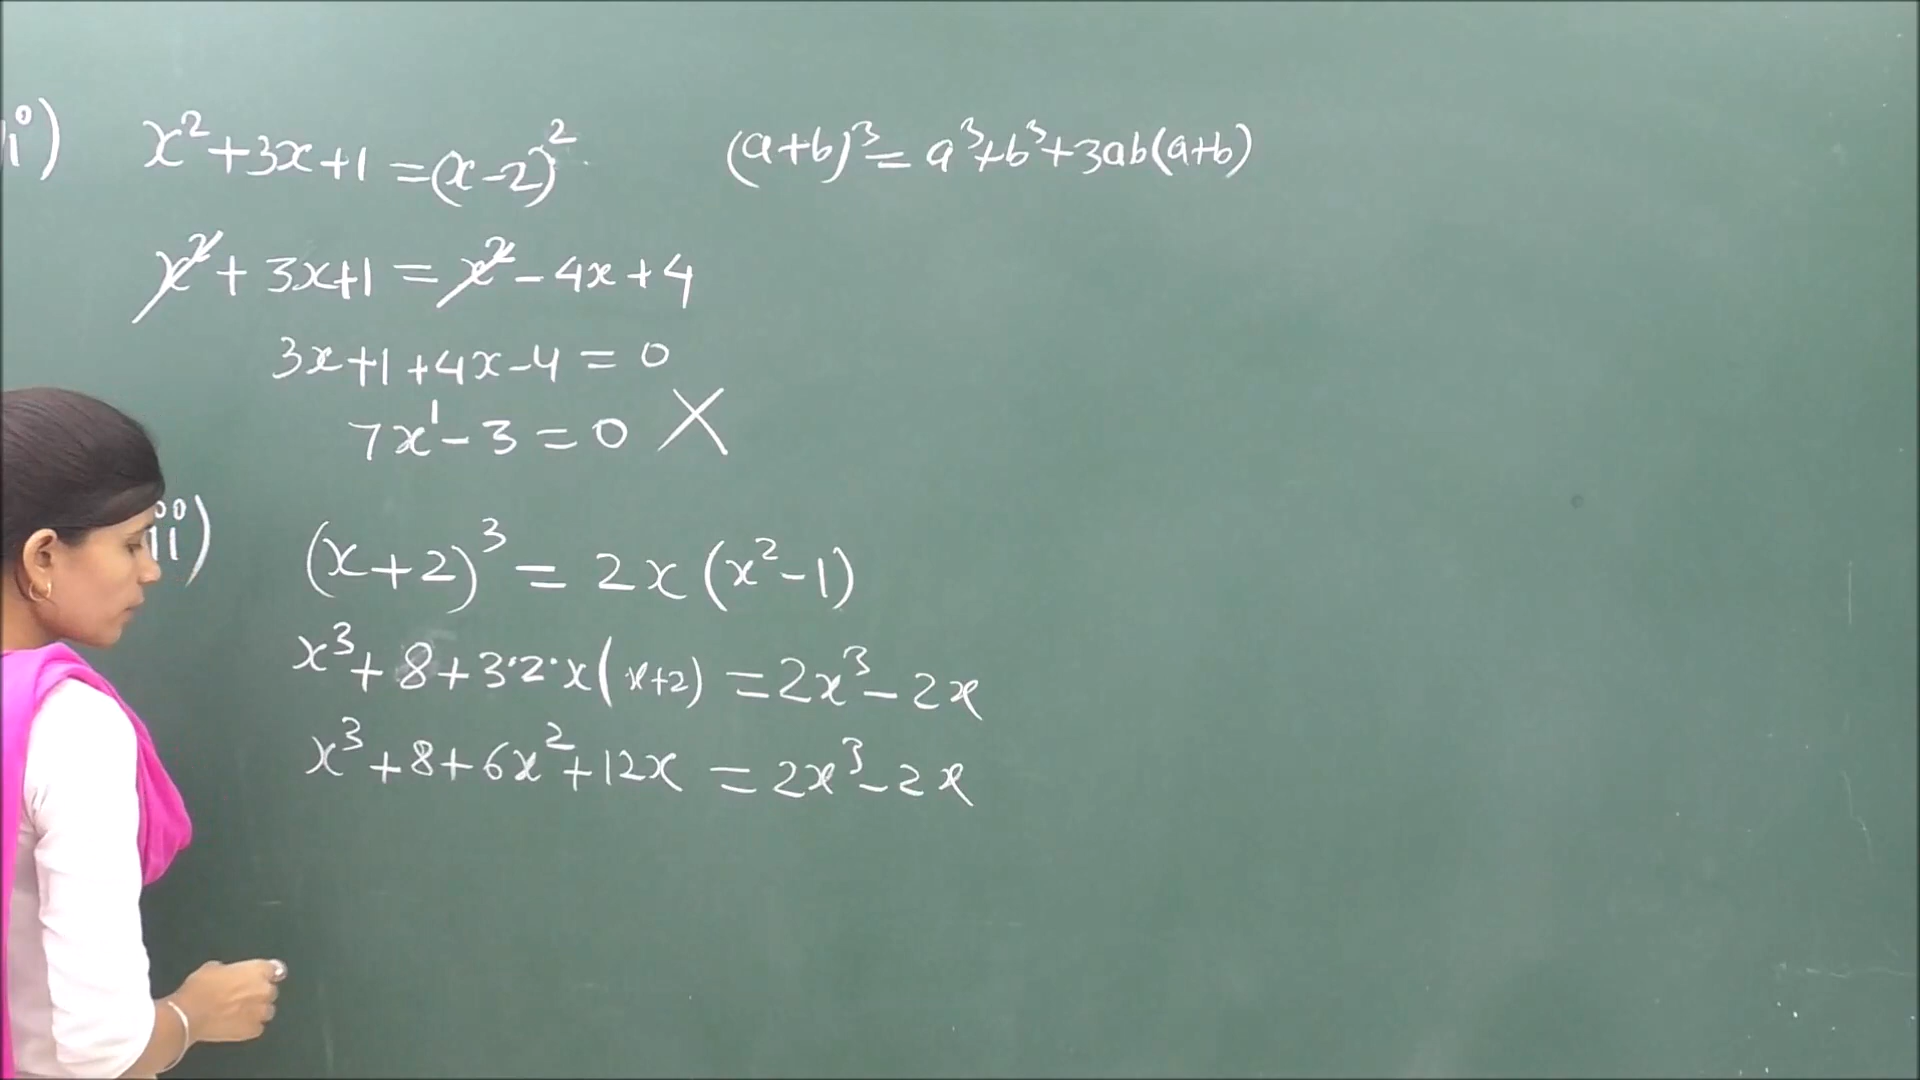 i) x² + 3x + 1 = (x - 2)²
(a+b)³ = a³ + b³ + 3ab(a+b)
x² + 3x + 1 = x² - 4x + 4
3x + 1 + 4x - 4 = 0
7x¹ - 3 = 0 X
ii) (x + 2)³ = 2x (x² - 1)
x³ + 8 + 3·2·x(x+2) = 2x³ - 2x
x³ + 8 + 6x² + 12x = 2x³ - 2x